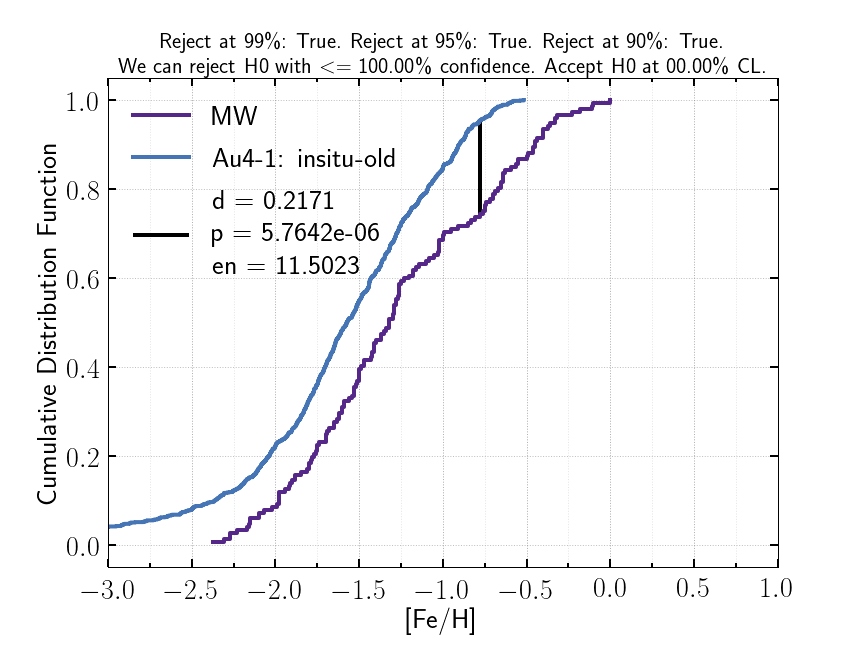 Reject at 99%: True. Reject at 95%: True. Reject at 90%: True.
We can reject H0 with <= 100.00% confidence. Accept H0 at 00.00% CL.
MW
Au4-1: insitu-old
d = 0.2171
p = 5.7642e-06
en = 11.5023
Cumulative Distribution Function
1.0
0.8
0.6
0.4
0.2
0.0
−3.0 −2.5 −2.0 −1.5 −1.0 −0.5 0.0 0.5 1.0
[Fe/H]